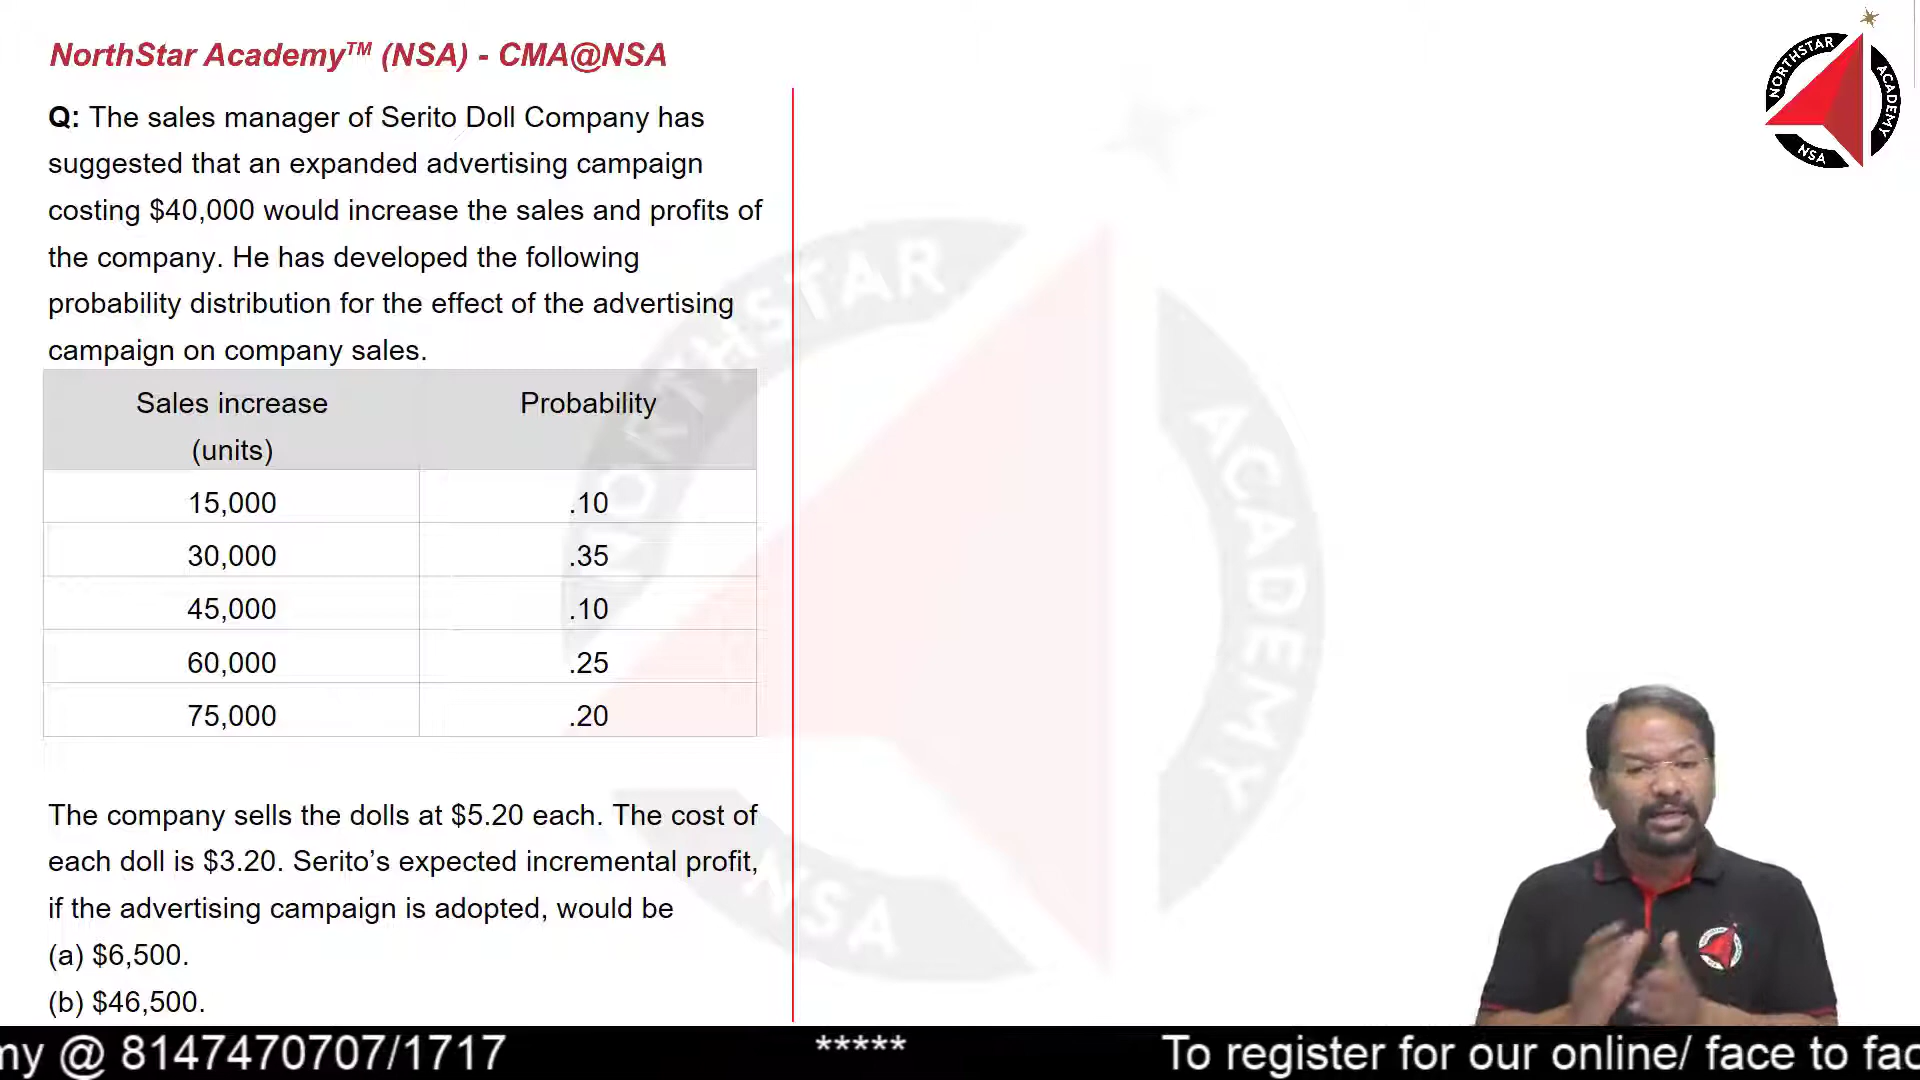 NorthStar Academy™ (NSA) - CMA@NSA
Q: The sales manager of Serito Doll Company has
suggested that an expanded advertising campaign
costing $40,000 would increase the sales and profits of
the company. He has developed the following
probability distribution for the effect of the advertising
campaign on company sales.
Sales increase
(units)
Probability
15,000 .10
30,000 .35
45,000 .10
60,000 .25
75,000 .20
The company sells the dolls at $5.20 each. The cost of
each doll is $3.20. Serito’s expected incremental profit,
if the advertising campaign is adopted, would be
(a) $6,500.
(b) $46,500.
NORTHSTAR
ACADEMY
NSA
NORTHSTAR
ACADEMY
NSA
my @ 8147470707/1717 ***** To register for our online/ face to fac